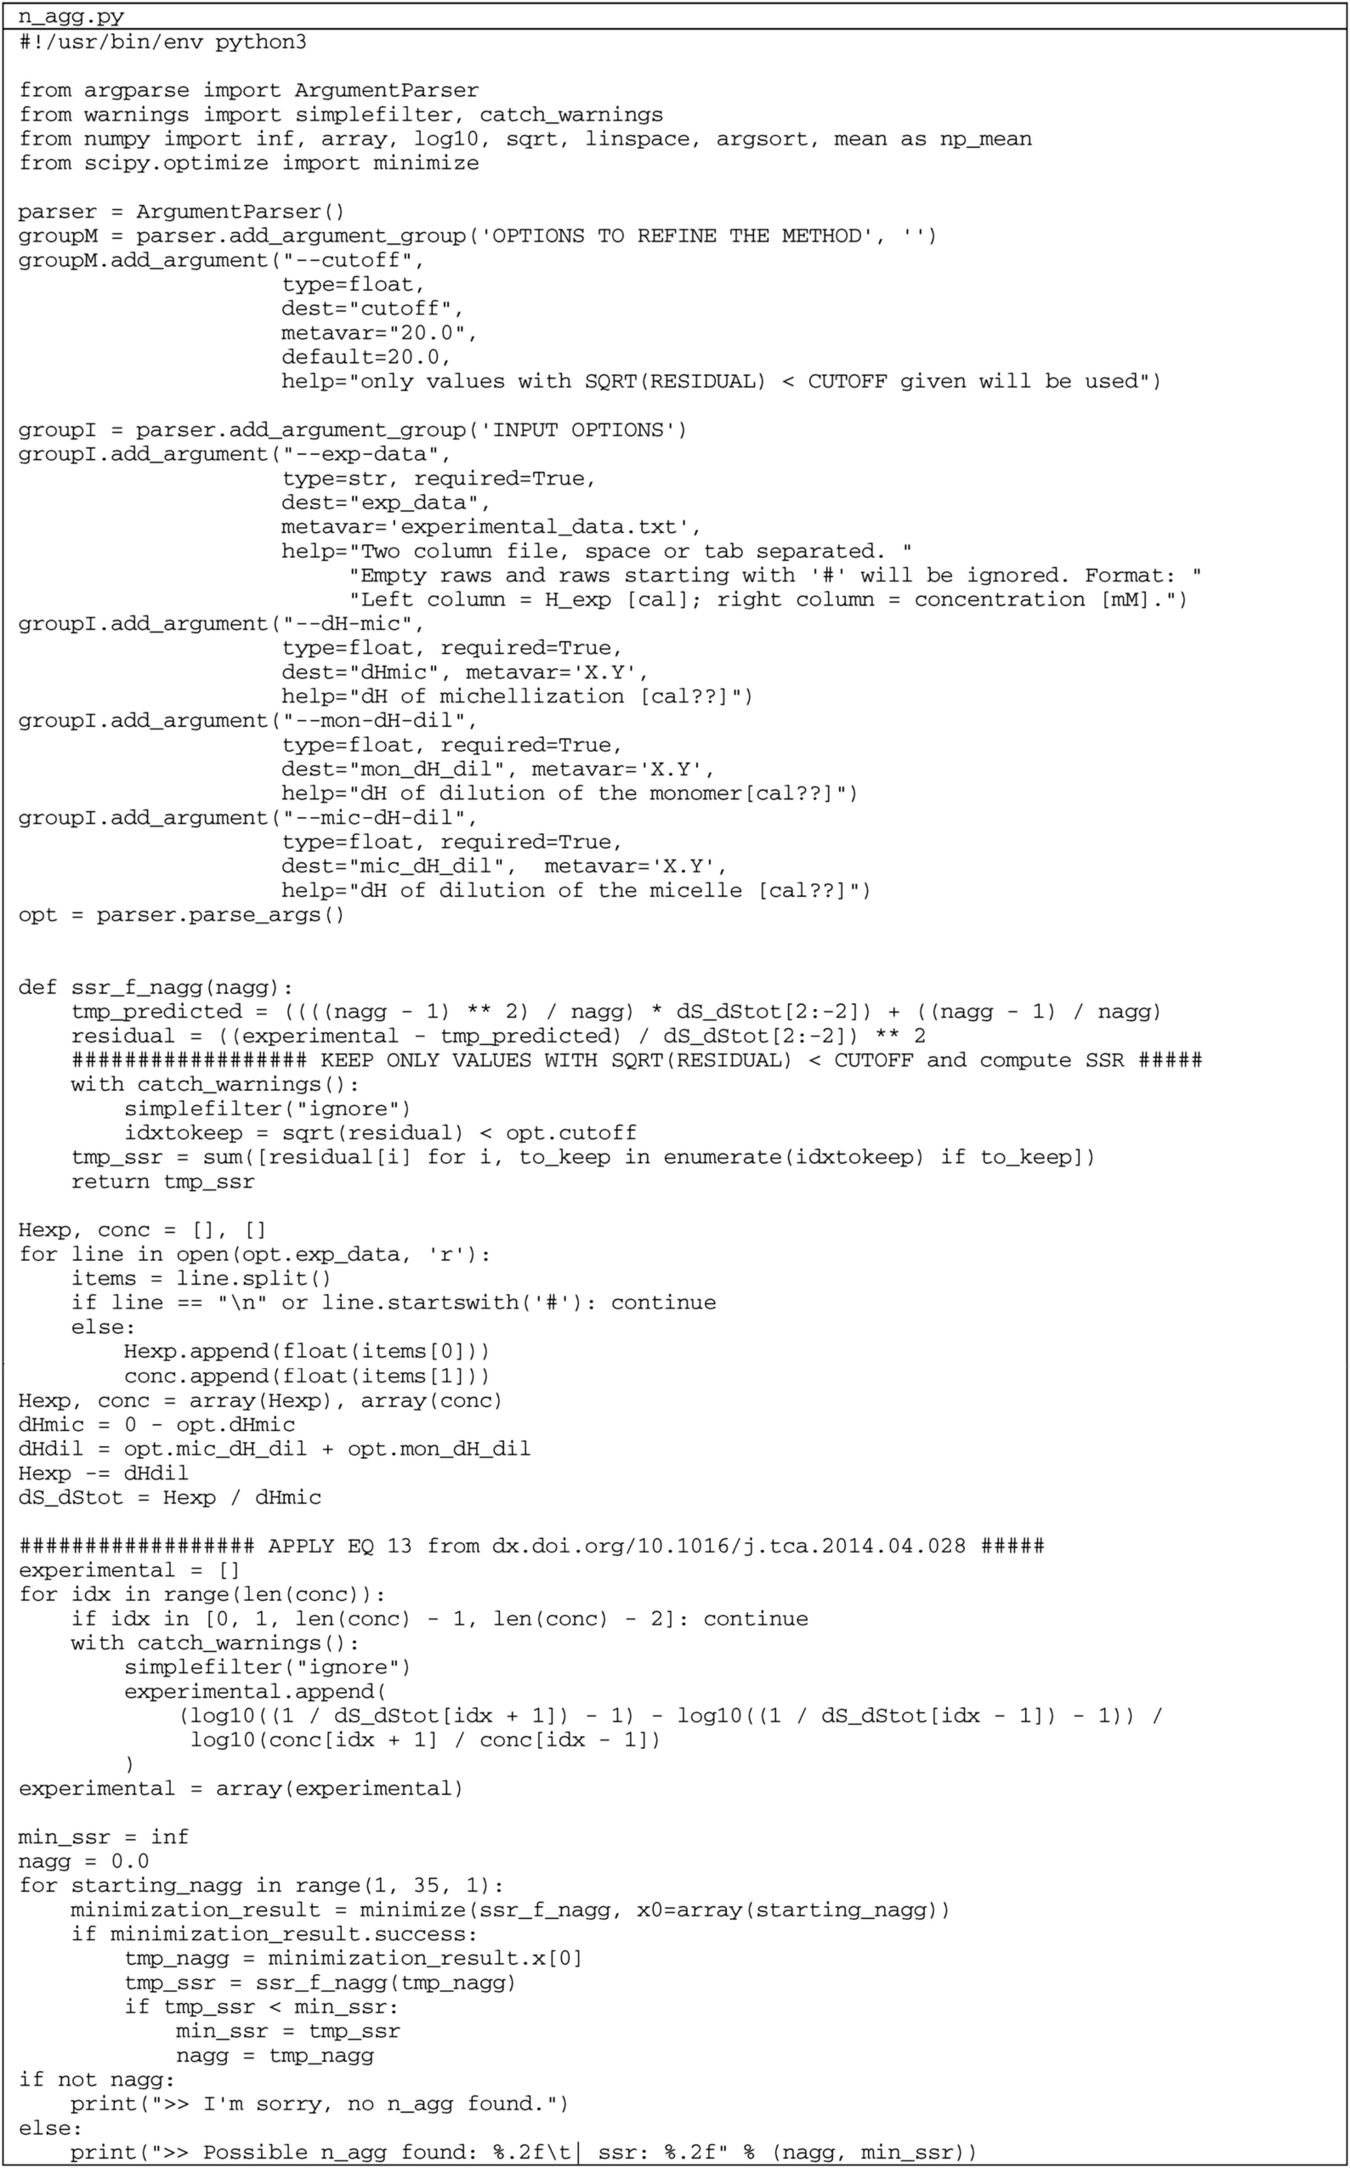 n_agg.py
#!/usr/bin/env python3

from argparse import ArgumentParser
from warnings import simplefilter, catch_warnings
from numpy import inf, array, log10, sqrt, linspace, argsort, mean as np_mean
from scipy.optimize import minimize

parser = ArgumentParser()
groupM = parser.add_argument_group('OPTIONS TO REFINE THE METHOD', '')
groupM.add_argument("--cutoff",
                    type=float,
                    dest="cutoff",
                    metavar="20.0",
                    default=20.0,
                    help="only values with SQRT(RESIDUAL) < CUTOFF given will be used")

groupI = parser.add_argument_group('INPUT OPTIONS')
groupI.add_argument("--exp-data",
                    type=str, required=True,
                    dest="exp_data",
                    metavar='experimental_data.txt',
                    help="Two column file, space or tab separated. "
                         "Empty raws and raws starting with '#' will be ignored. Format: "
                         "Left column = H_exp [cal]; right column = concentration [mM].")
groupI.add_argument("--dH-mic",
                    type=float, required=True,
                    dest="dHmic", metavar='X.Y',
                    help="dH of michellization [cal??]")
groupI.add_argument("--mon-dH-dil",
                    type=float, required=True,
                    dest="mon_dH_dil", metavar='X.Y',
                    help="dH of dilution of the monomer[cal??]")
groupI.add_argument("--mic-dH-dil",
                    type=float, required=True,
                    dest="mic_dH_dil",  metavar='X.Y',
                    help="dH of dilution of the micelle [cal??]")
opt = parser.parse_args()


def ssr_f_nagg(nagg):
    tmp_predicted = ((((nagg - 1) ** 2) / nagg) * dS_dStot[2:-2]) + ((nagg - 1) / nagg)
    residual = ((experimental - tmp_predicted) / dS_dStot[2:-2]) ** 2
    ################## KEEP ONLY VALUES WITH SQRT(RESIDUAL) < CUTOFF and compute SSR #####
    with catch_warnings():
        simplefilter("ignore")
        idxtokeep = sqrt(residual) < opt.cutoff
    tmp_ssr = sum([residual[i] for i, to_keep in enumerate(idxtokeep) if to_keep])
    return tmp_ssr

Hexp, conc = [], []
for line in open(opt.exp_data, 'r'):
    items = line.split()
    if line == "\n" or line.startswith('#'): continue
    else:
        Hexp.append(float(items[0]))
        conc.append(float(items[1]))
Hexp, conc = array(Hexp), array(conc)
dHmic = 0 - opt.dHmic
dHdil = opt.mic_dH_dil + opt.mon_dH_dil
Hexp -= dHdil
dS_dStot = Hexp / dHmic

################## APPLY EQ 13 from dx.doi.org/10.1016/j.tca.2014.04.028 #####
experimental = []
for idx in range(len(conc)):
    if idx in [0, 1, len(conc) - 1, len(conc) - 2]: continue
    with catch_warnings():
        simplefilter("ignore")
        experimental.append(
            (log10((1 / dS_dStot[idx + 1]) - 1) - log10((1 / dS_dStot[idx - 1]) - 1)) /
             log10(conc[idx + 1] / conc[idx - 1])
        )
experimental = array(experimental)

min_ssr = inf
nagg = 0.0
for starting_nagg in range(1, 35, 1):
    minimization_result = minimize(ssr_f_nagg, x0=array(starting_nagg))
    if minimization_result.success:
        tmp_nagg = minimization_result.x[0]
        tmp_ssr = ssr_f_nagg(tmp_nagg)
        if tmp_ssr < min_ssr:
            min_ssr = tmp_ssr
            nagg = tmp_nagg
if not nagg:
    print(">> I'm sorry, no n_agg found.")
else:
    print(">> Possible n_agg found: %.2f\t| ssr: %.2f" % (nagg, min_ssr))